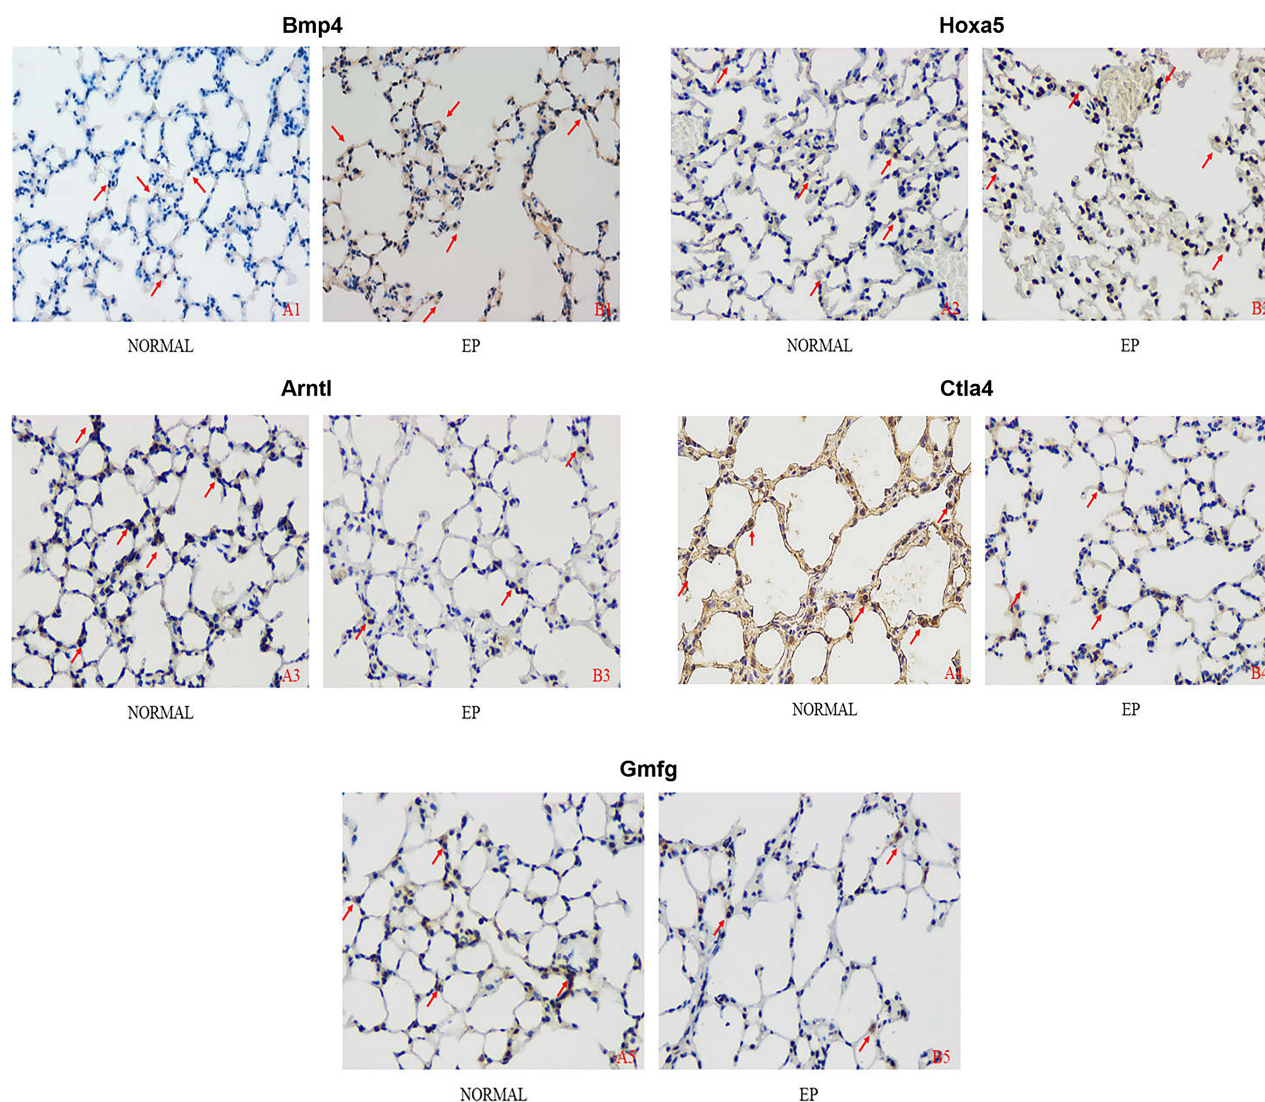 Bmp4
Hoxa5
A1
B1
A2
B2
NORMAL
EP
NORMAL
EP
Arntl
Ctla4
A3
B3
A4
B4
NORMAL
EP
NORMAL
EP
Gmfg
A5
B5
NORMAL
EP